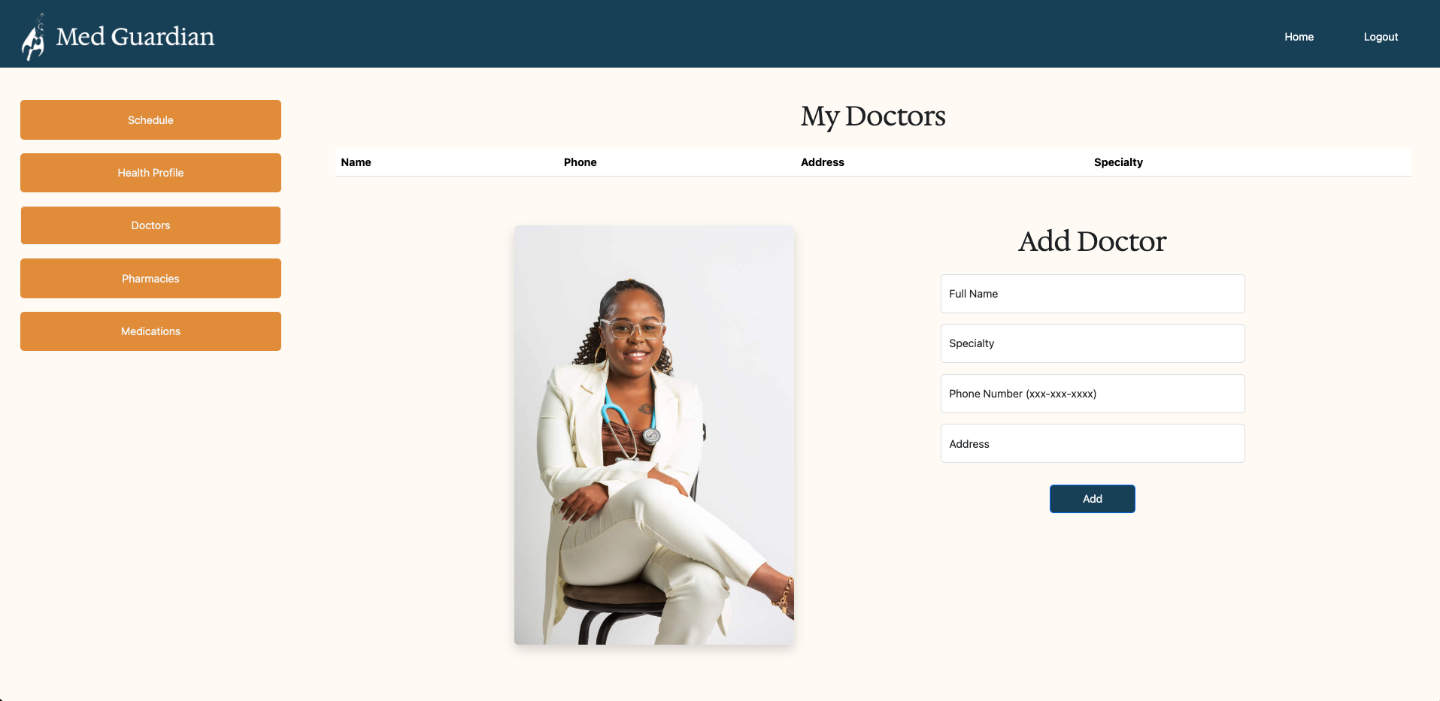 Med Guardian
Home
Logout
Schedule
Health Profile
Doctors
Pharmacies
Medications
My Doctors
Name Phone Address Specialty
Add Doctor
Full Name
Specialty
Phone Number (xxx-xxx-xxxx)
Address
Add